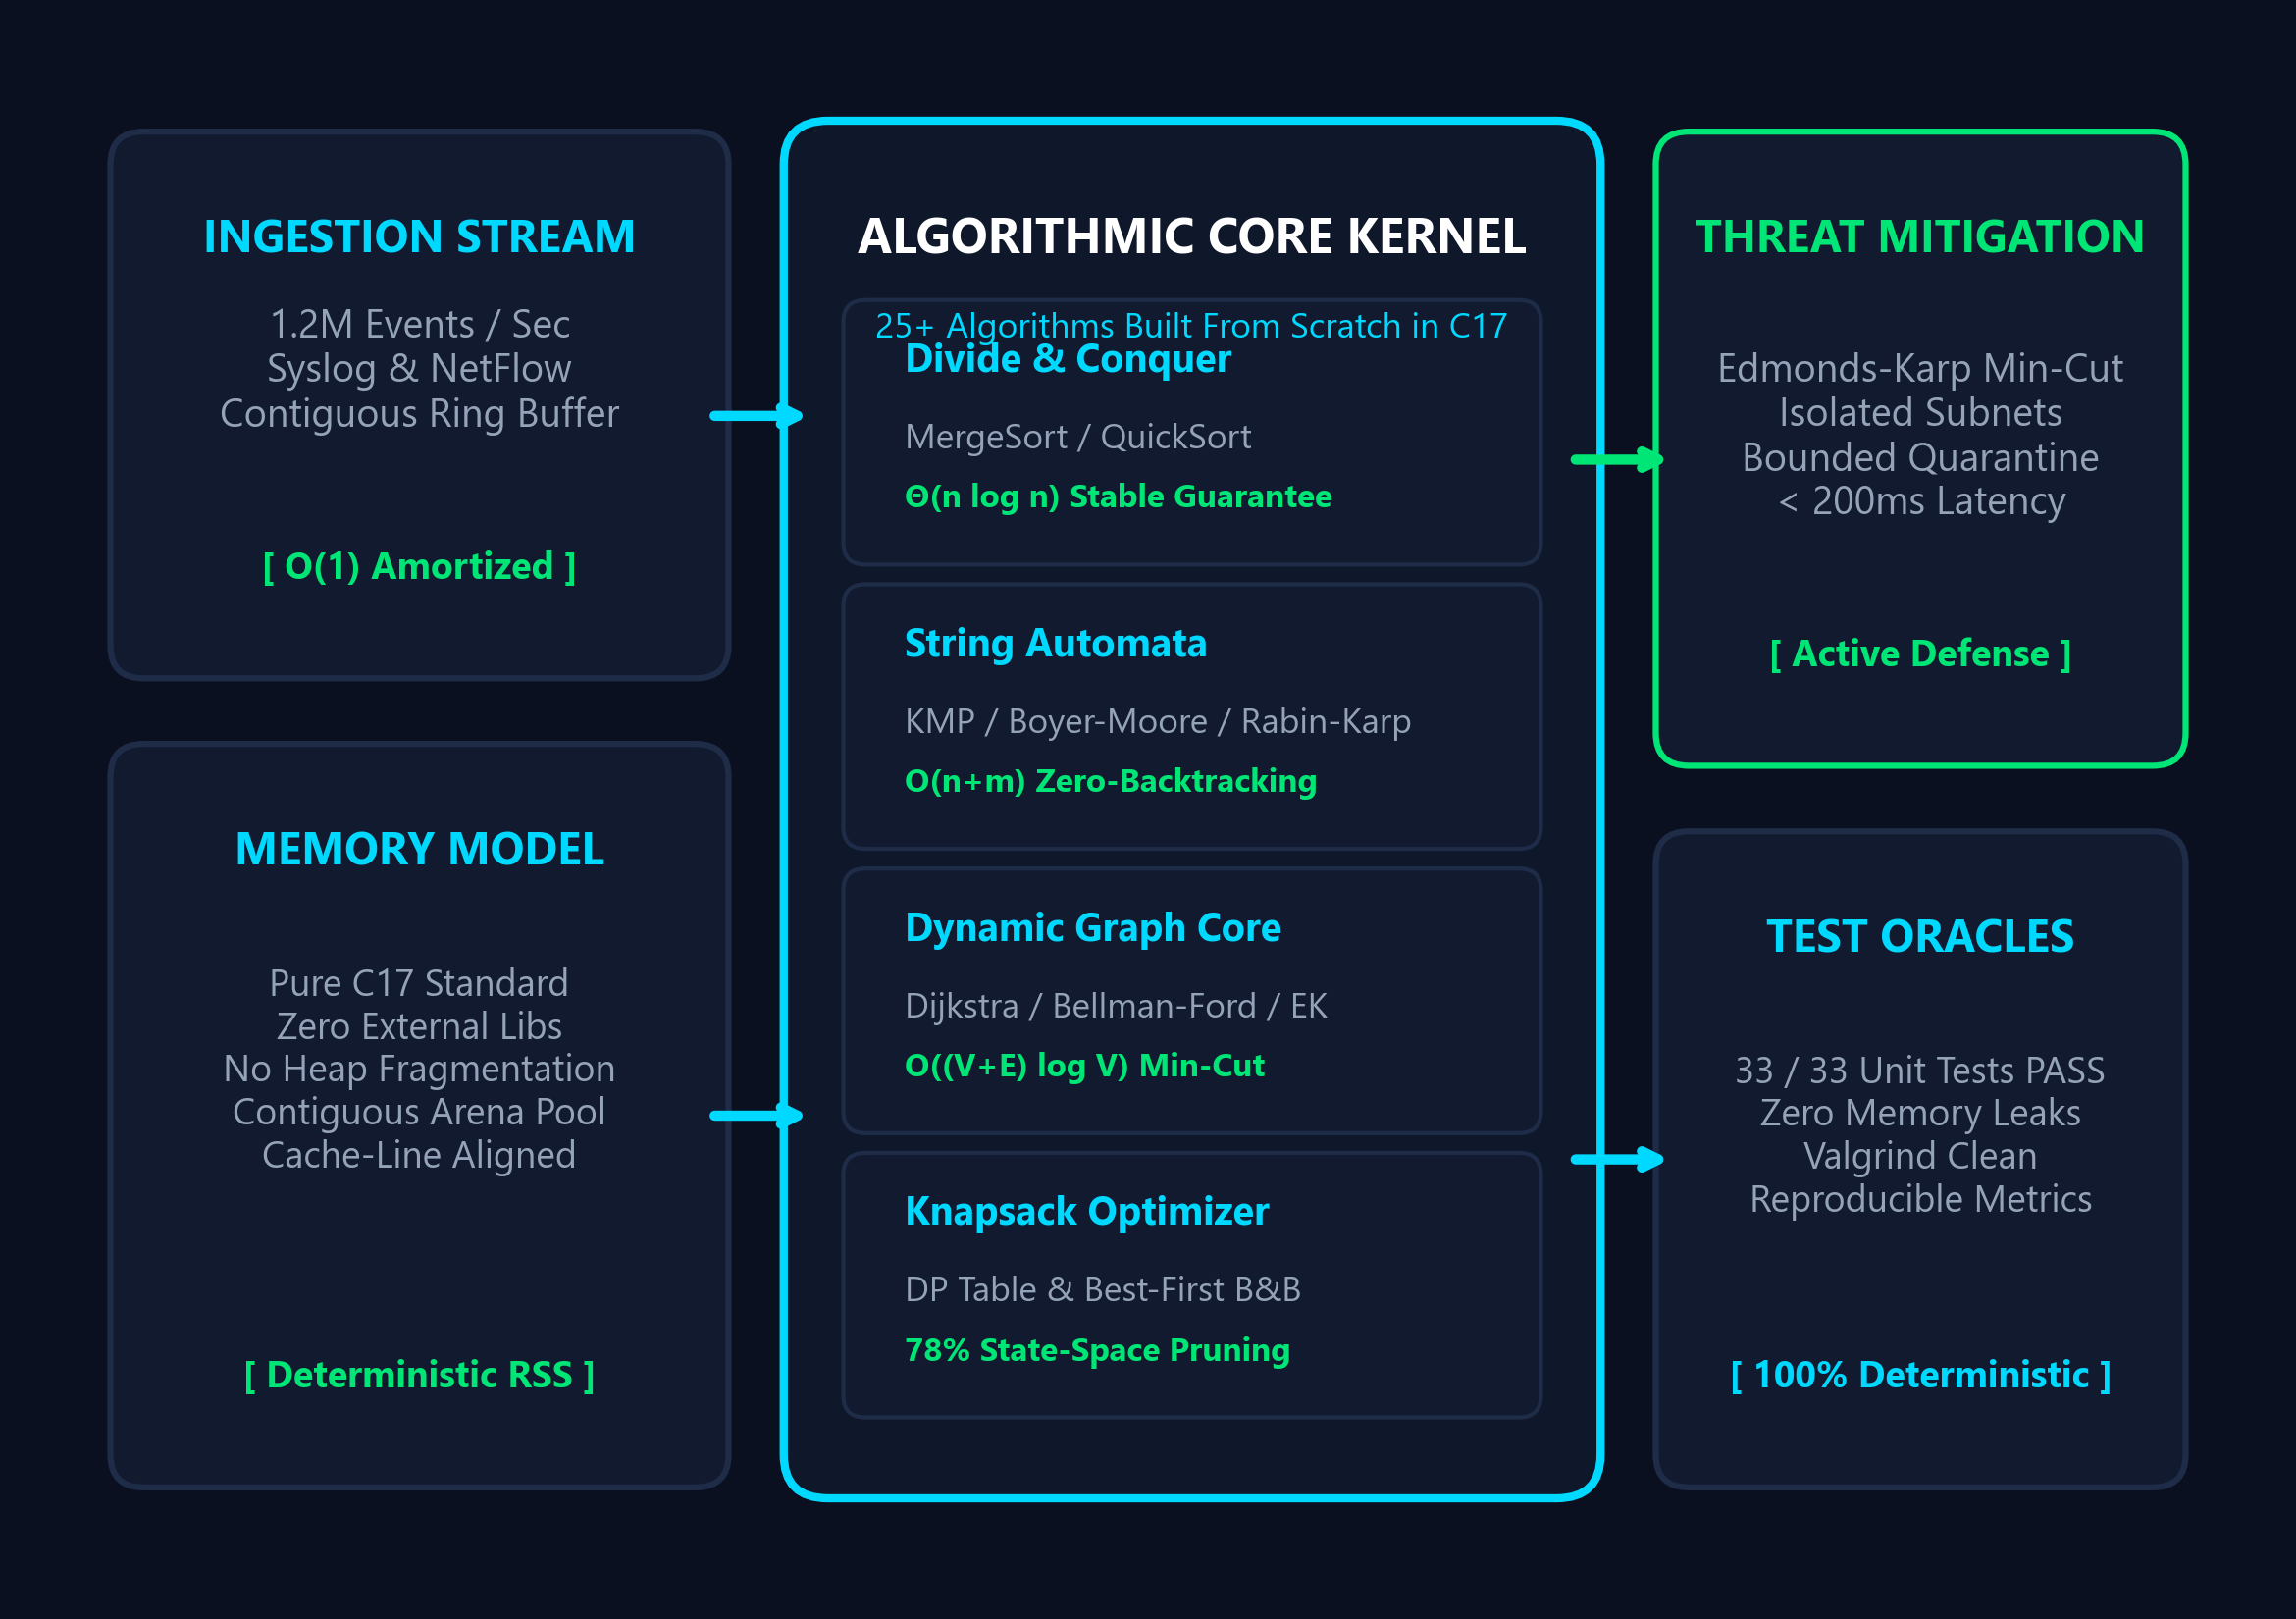 INGESTION STREAM
1.2M Events / Sec
Syslog & NetFlow
Contiguous Ring Buffer
[ O(1) Amortized ]
MEMORY MODEL
Pure C17 Standard
Zero External Libs
No Heap Fragmentation
Contiguous Arena Pool
Cache-Line Aligned
[ Deterministic RSS ]
ALGORITHMIC CORE KERNEL
25+ Algorithms Built From Scratch in C17
Divide & Conquer
MergeSort / QuickSort
Θ(n log n) Stable Guarantee
String Automata
KMP / Boyer-Moore / Rabin-Karp
O(n+m) Zero-Backtracking
Dynamic Graph Core
Dijkstra / Bellman-Ford / EK
O((V+E) log V) Min-Cut
Knapsack Optimizer
DP Table & Best-First B&B
78% State-Space Pruning
THREAT MITIGATION
Edmonds-Karp Min-Cut
Isolated Subnets
Bounded Quarantine
< 200ms Latency
[ Active Defense ]
TEST ORACLES
33 / 33 Unit Tests PASS
Zero Memory Leaks
Valgrind Clean
Reproducible Metrics
[ 100% Deterministic ]